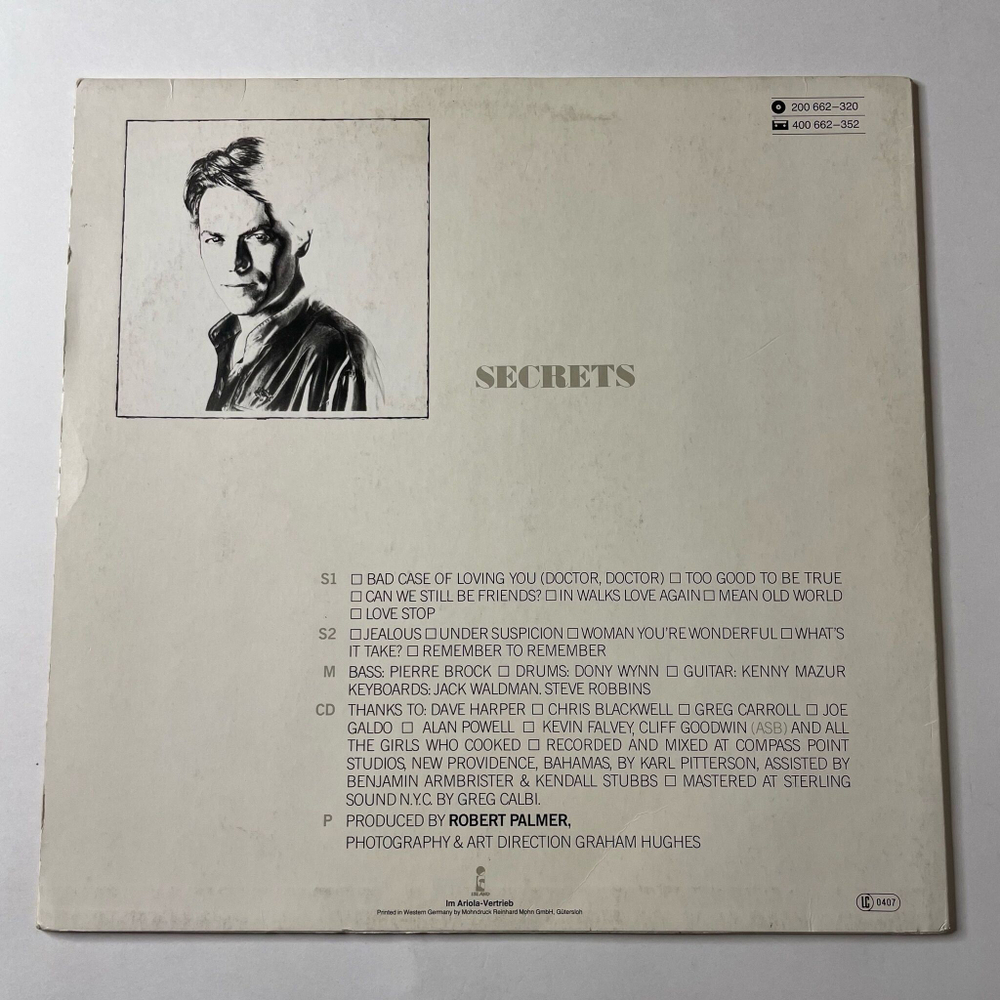 200 662–320
400 662–352
SECRETS
S1 □ BAD CASE OF LOVING YOU (DOCTOR, DOCTOR) □ TOO GOOD TO BE TRUE
□ CAN WE STILL BE FRIENDS? □ IN WALKS LOVE AGAIN □ MEAN OLD WORLD
□ LOVE STOP
S2 □ JEALOUS □ UNDER SUSPICION □ WOMAN YOU'RE WONDERFUL □ WHAT'S
IT TAKE? □ REMEMBER TO REMEMBER
M BASS: PIERRE BROCK □ DRUMS: DONY WYNN □ GUITAR: KENNY MAZUR
KEYBOARDS: JACK WALDMAN. STEVE ROBBINS
CD THANKS TO: DAVE HARPER □ CHRIS BLACKWELL □ GREG CARROLL □ JOE
GALDO □ ALAN POWELL □ KEVIN FALVEY, CLIFF GOODWIN (ASB) AND ALL
THE GIRLS WHO COOKED □ RECORDED AND MIXED AT COMPASS POINT
STUDIOS, NEW PROVIDENCE, BAHAMAS, BY KARL PITTERSON, ASSISTED BY
BENJAMIN ARMBRISTER & KENDALL STUBBS □ MASTERED AT STERLING
SOUND N.Y.C. BY GREG CALBI.
P PRODUCED BY ROBERT PALMER,
PHOTOGRAPHY & ART DIRECTION GRAHAM HUGHES
ISLAND
Im Ariola-Vertrieb
Printed in Western Germany by Mohndruck Reinhard Mohn GmbH, Gütersloh
LC 0407